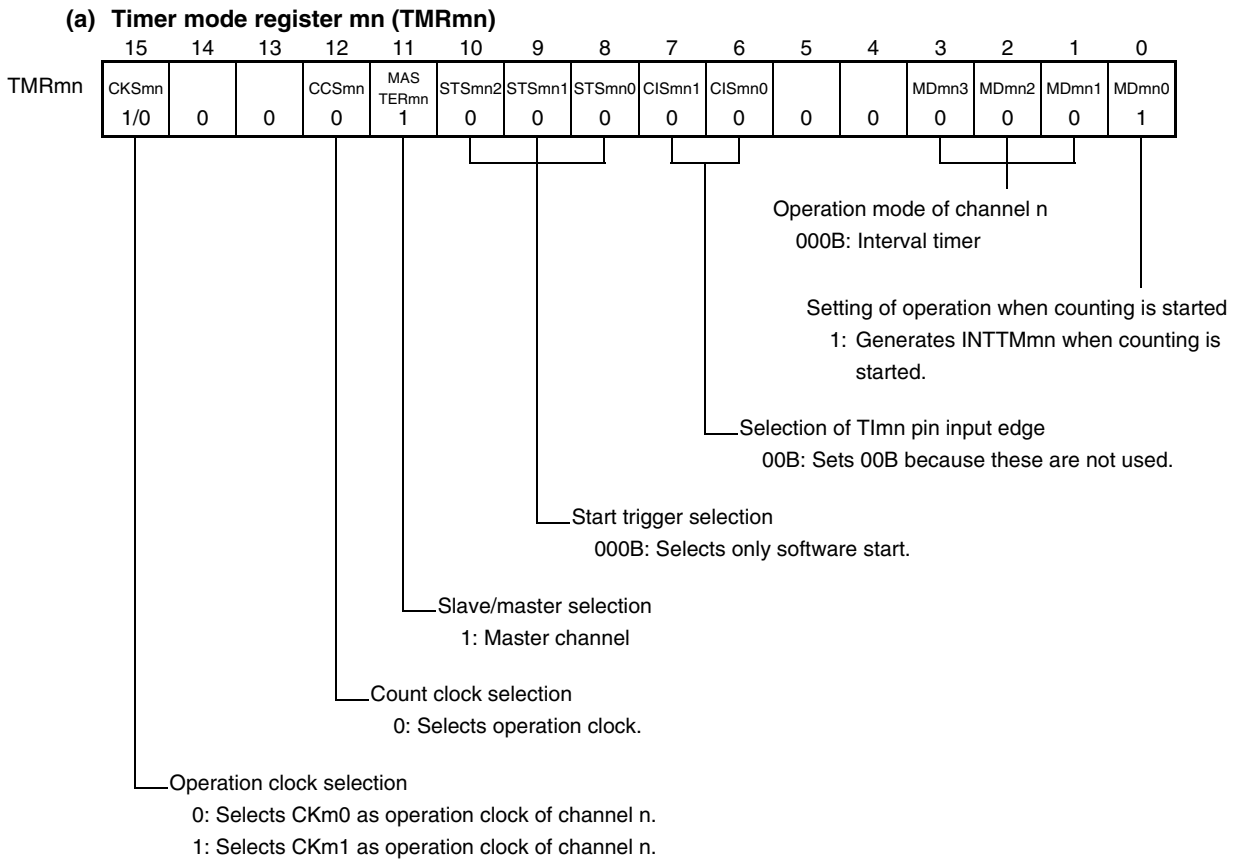 (a) Timer mode register mn (TMRmn)
15 14 13 12 11 10 9 8 7 6 5 4 3 2 1 0
TMRmn
CKSmn CCSmn MAS TERmn STSmn2 STSmn1 STSmn0 CISmn1 CISmn0 MDmn3 MDmn2 MDmn1 MDmn0
1/0 0 0 0 1 0 0 0 0 0 0 0 0 0 0 1
Operation mode of channel n
000B: Interval timer
Setting of operation when counting is started
1: Generates INTTMmn when counting is
started.
Selection of TImn pin input edge
00B: Sets 00B because these are not used.
Start trigger selection
000B: Selects only software start.
Slave/master selection
1: Master channel
Count clock selection
0: Selects operation clock.
Operation clock selection
0: Selects CKm0 as operation clock of channel n.
1: Selects CKm1 as operation clock of channel n.